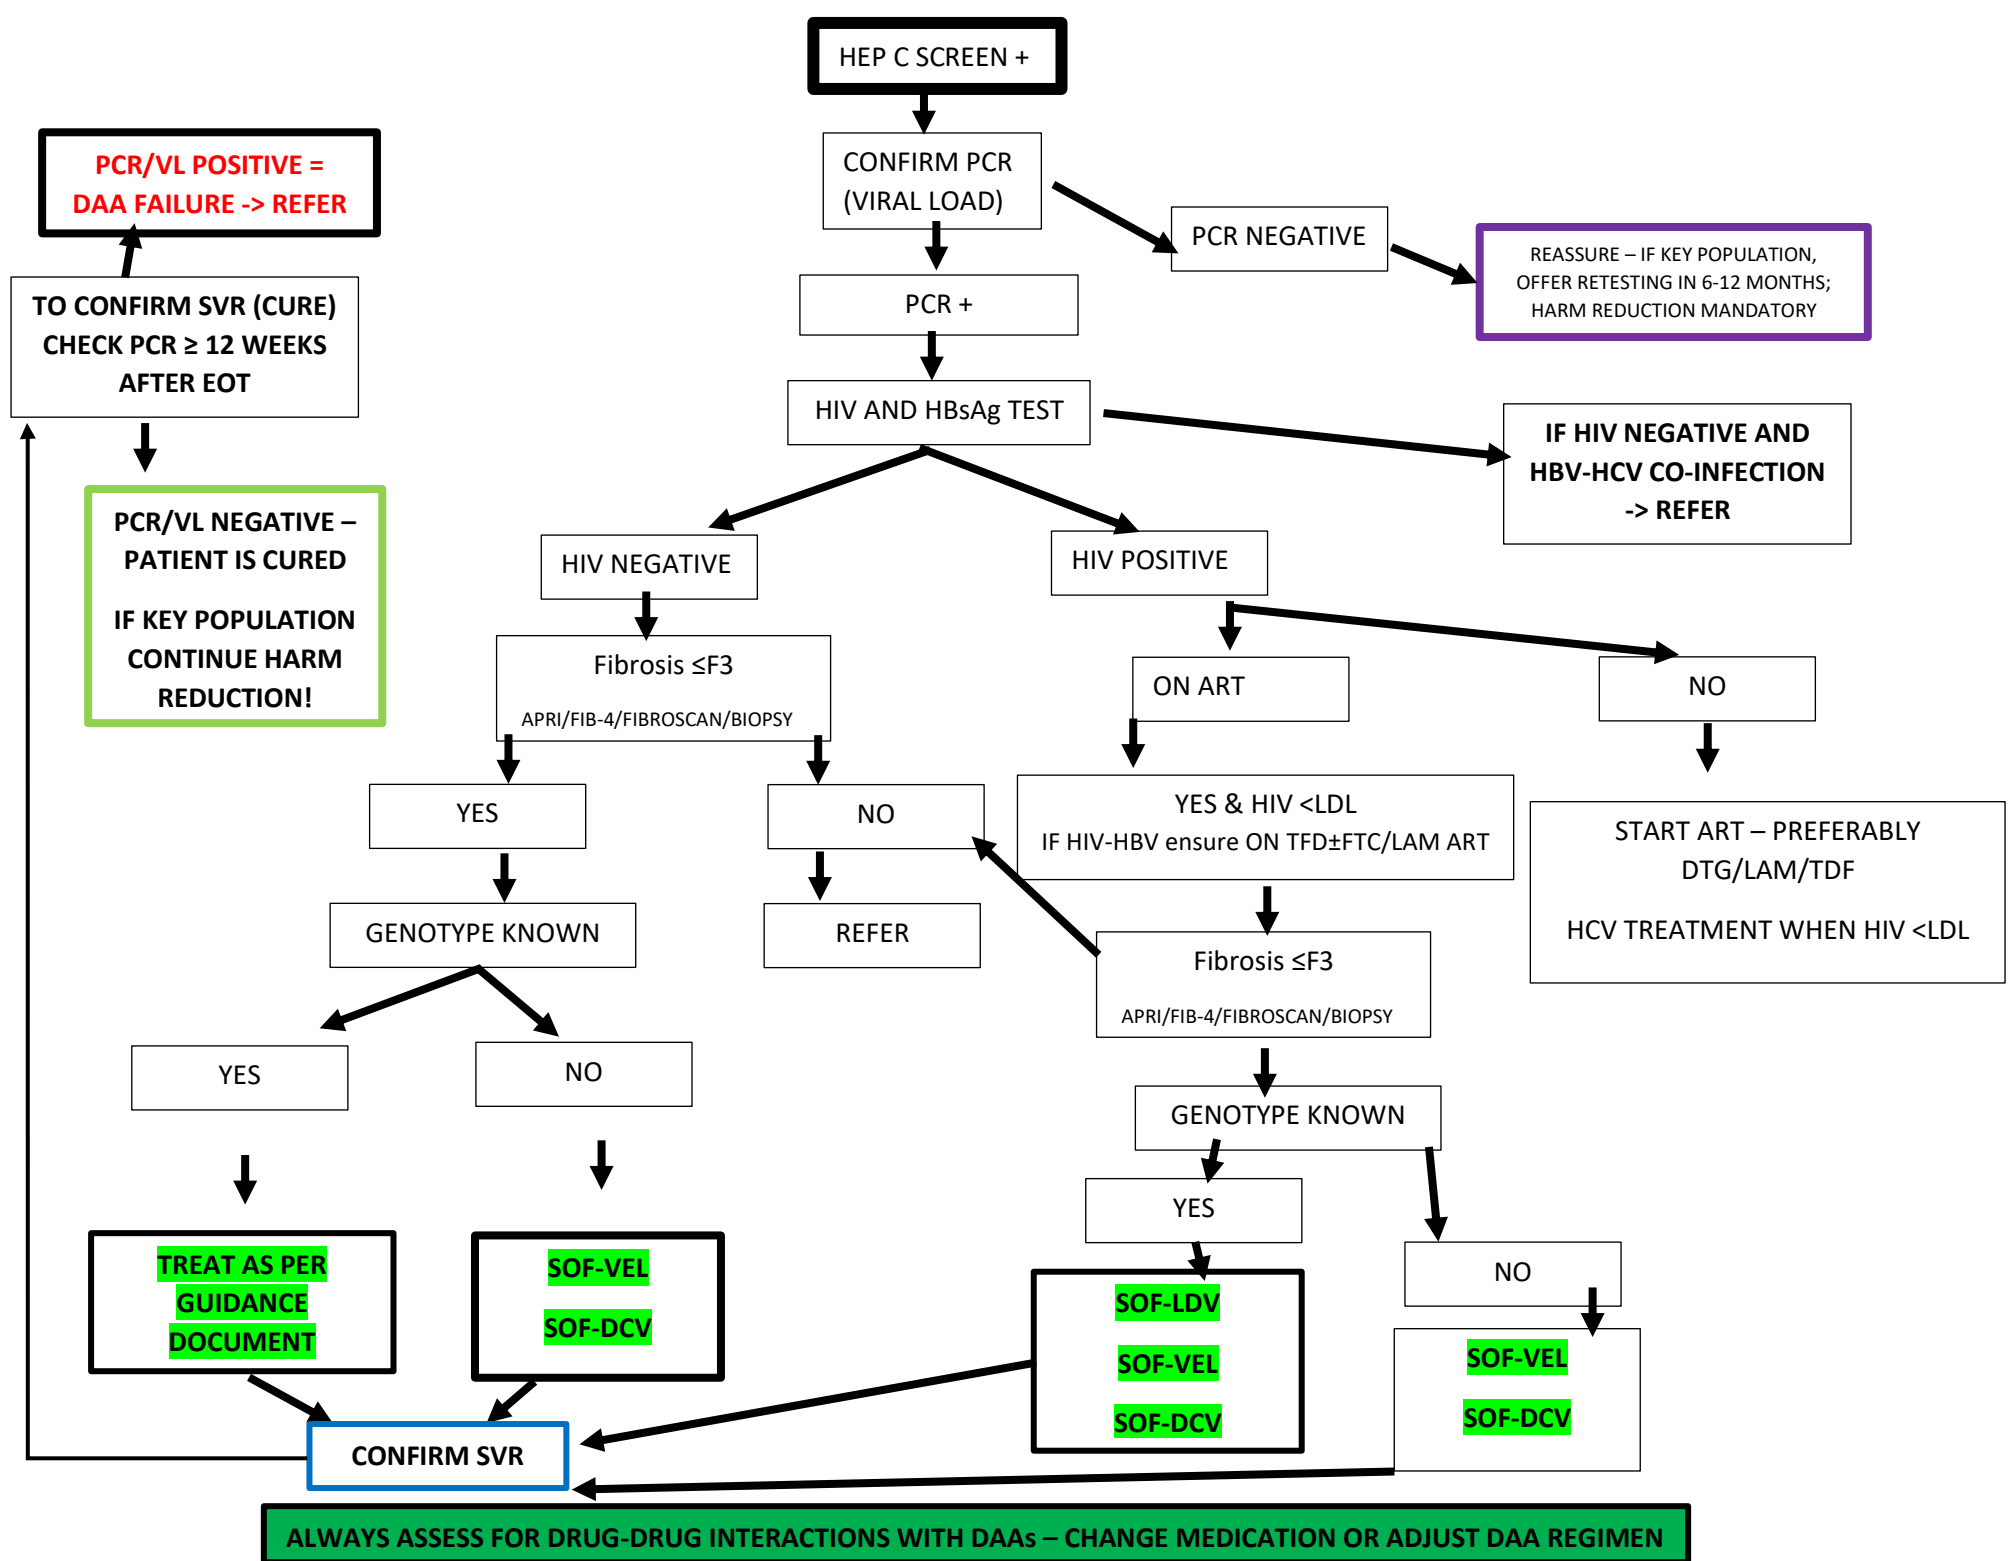 HEP C SCREEN +
CONFIRM PCR
(VIRAL LOAD)
PCR/VL POSITIVE =
DAA FAILURE -> REFER
PCR NEGATIVE
REASSURE – IF KEY POPULATION,
OFFER RETESTING IN 6-12 MONTHS;
HARM REDUCTION MANDATORY
TO CONFIRM SVR (CURE)
CHECK PCR ≥ 12 WEEKS
AFTER EOT
PCR +
HIV AND HBsAg TEST
IF HIV NEGATIVE AND
HBV-HCV CO-INFECTION
-> REFER
PCR/VL NEGATIVE –
PATIENT IS CURED
IF KEY POPULATION
CONTINUE HARM
REDUCTION!
HIV NEGATIVE
HIV POSITIVE
Fibrosis ≤F3
APRI/FIB-4/FIBROSCAN/BIOPSY
ON ART
NO
YES
NO
YES & HIV <LDL
IF HIV-HBV ensure ON TFD±FTC/LAM ART
START ART – PREFERABLY
DTG/LAM/TDF
HCV TREATMENT WHEN HIV <LDL
GENOTYPE KNOWN
REFER
Fibrosis ≤F3
APRI/FIB-4/FIBROSCAN/BIOPSY
YES
NO
GENOTYPE KNOWN
YES
NO
TREAT AS PER
GUIDANCE
DOCUMENT
SOF-VEL
SOF-DCV
SOF-LDV
SOF-VEL
SOF-DCV
SOF-VEL
SOF-DCV
CONFIRM SVR
ALWAYS ASSESS FOR DRUG-DRUG INTERACTIONS WITH DAAs – CHANGE MEDICATION OR ADJUST DAA REGIMEN